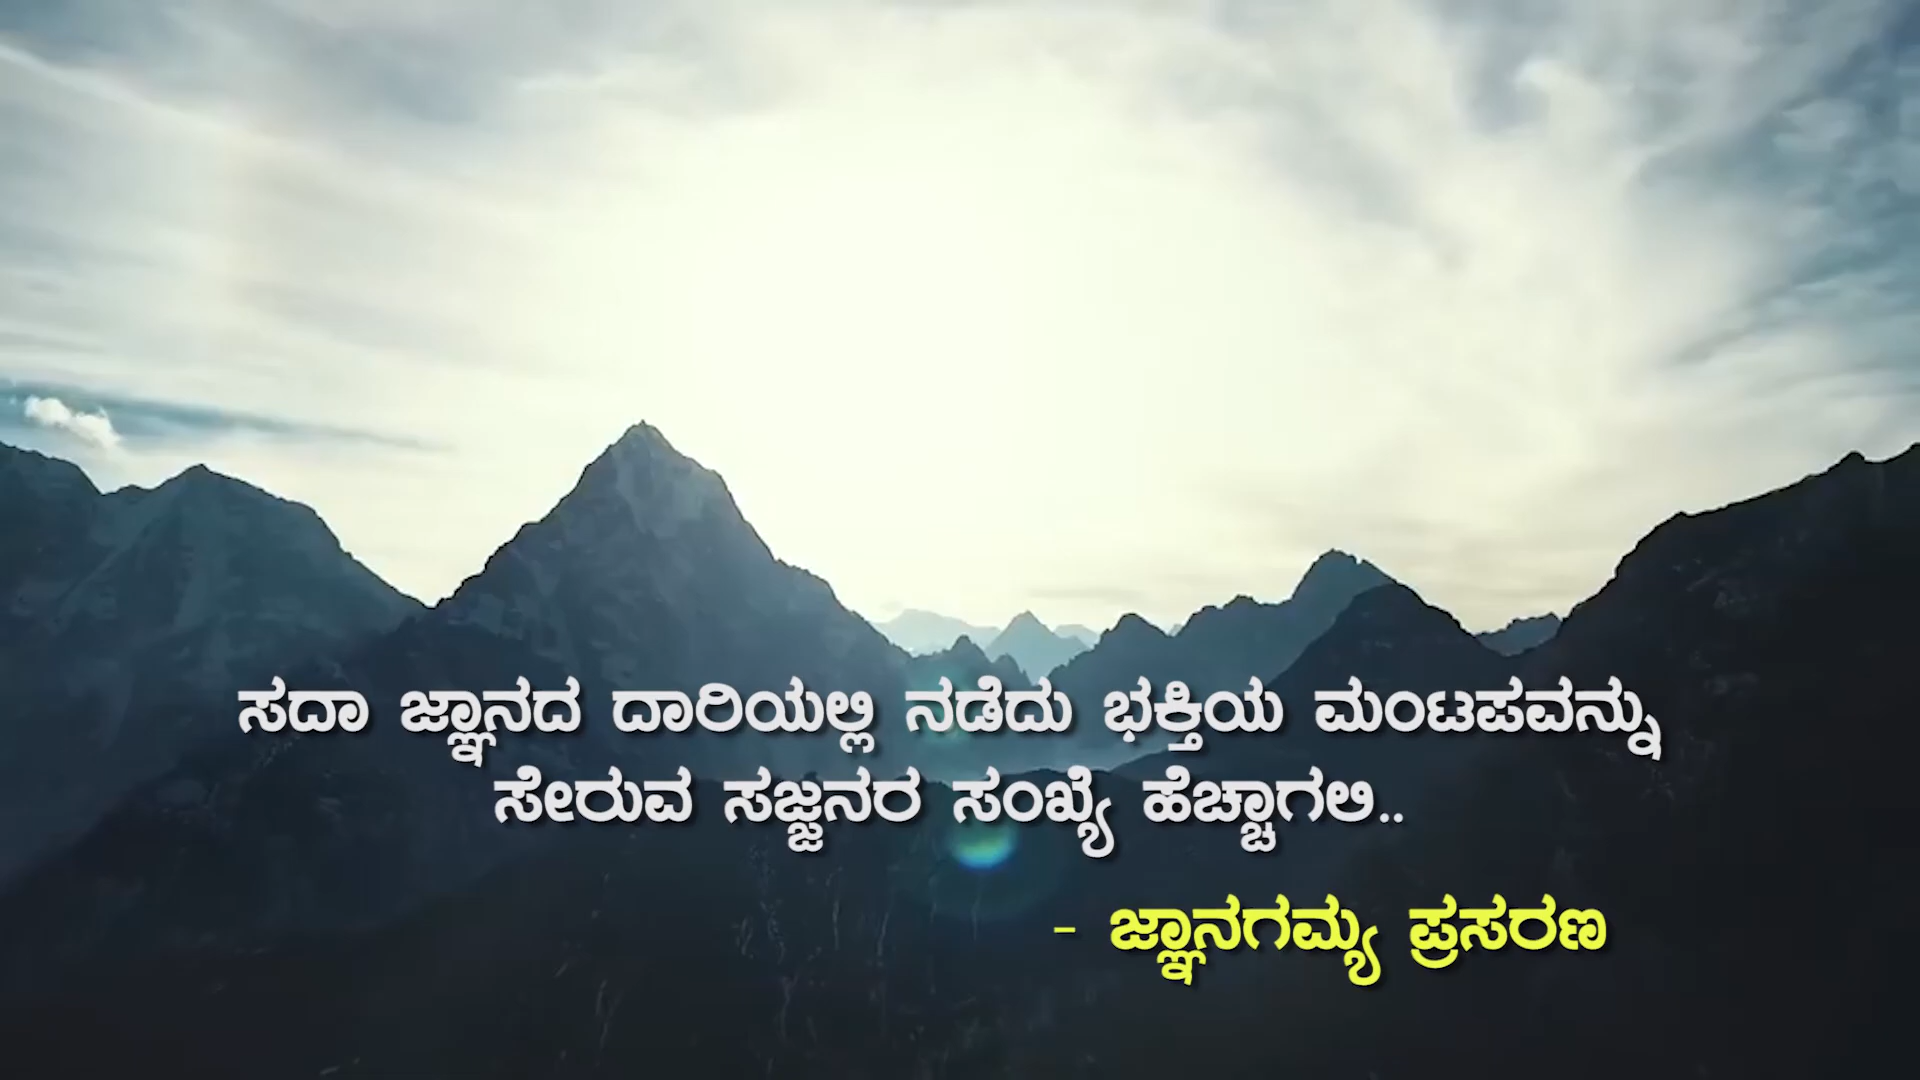 ಸದಾ ಜ್ಞಾನದ ದಾರಿಯಲ್ಲಿ ನಡೆದು ಭಕ್ತಿಯ ಮಂಟಪವನ್ನು
ಸೇರುವ ಸಜ್ಜನರ ಸಂಖ್ಯೆ ಹೆಚ್ಚಾಗಲಿ..
- ಜ್ಞಾನಗಮ್ಯ ಪ್ರಸರಣ